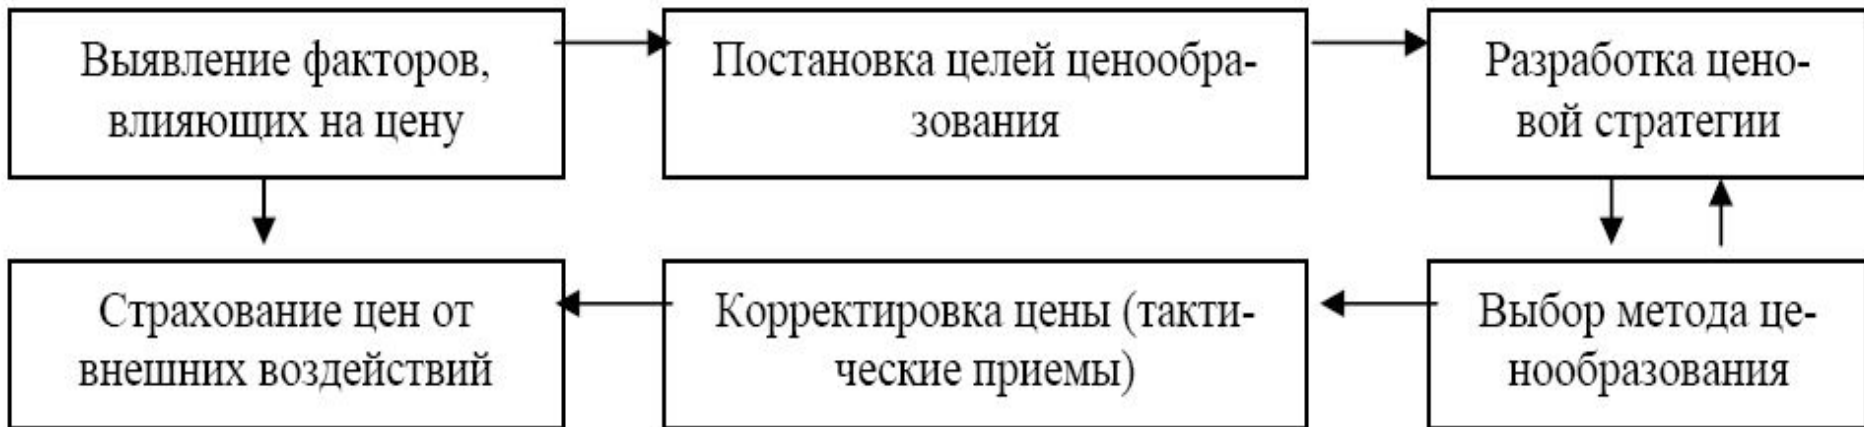 Выявление факторов,
влияющих на цену
Постановка целей ценообра-
зования
Разработка цено-
вой стратегии
Страхование цен от
внешних воздействий
Корректировка цены (такти-
ческие приемы)
Выбор метода це-
нообразования